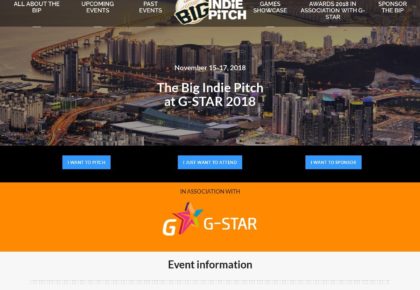 ALL ABOUT THE BIP
UPCOMING EVENTS
PAST EVENTS
BIG INDIE PITCH
GAMES SHOWCASE
AWARDS 2018 IN ASSOCIATION WITH G-STAR
SPONSOR THE BIP
November 15-17, 2018
The Big Indie Pitch
at G-STAR 2018
I WANT TO PITCH
I JUST WANT TO ATTEND
I WANT TO SPONSOR
IN ASSOCIATION WITH
G G-STAR
Event information